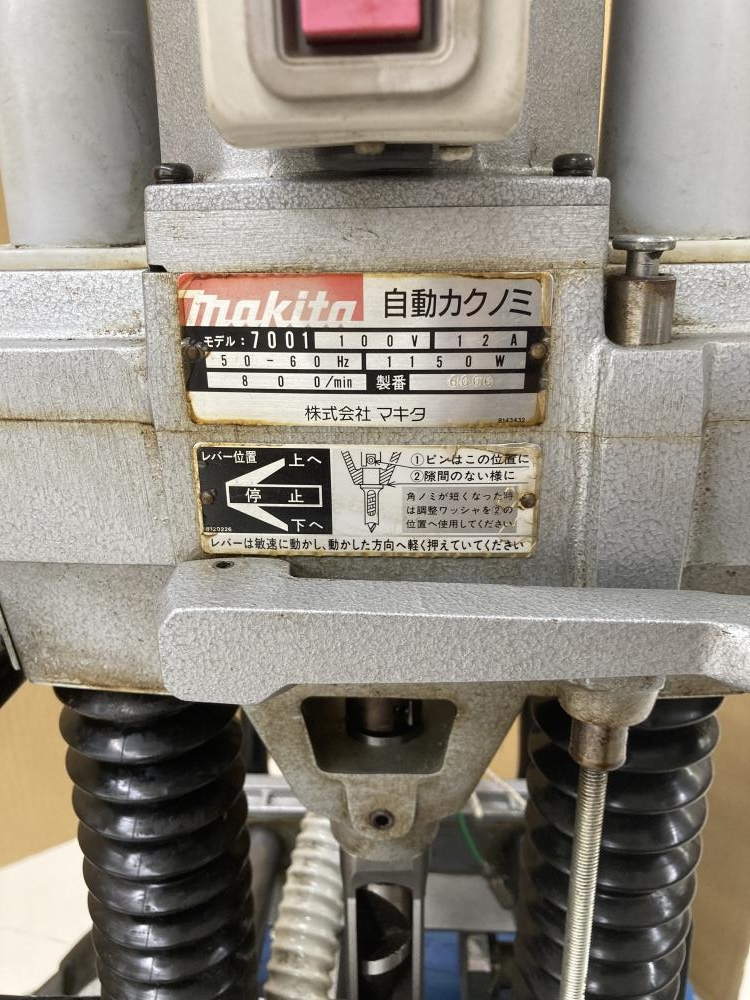 makita 自動カクノミ
モデル:7001 100V 12A
50-60Hz 1150W
800/min 製番
株式会社 マキタ
8143432
レバー位置
上へ
停止
下へ
8120226
①ピンはこの位置に
②隙間のない様に
角ノミが短くなった時
は調整ワッシャを②の
位置へ使用してください
レバーは敏速に動かし、動かした方向へ軽く押えていてください